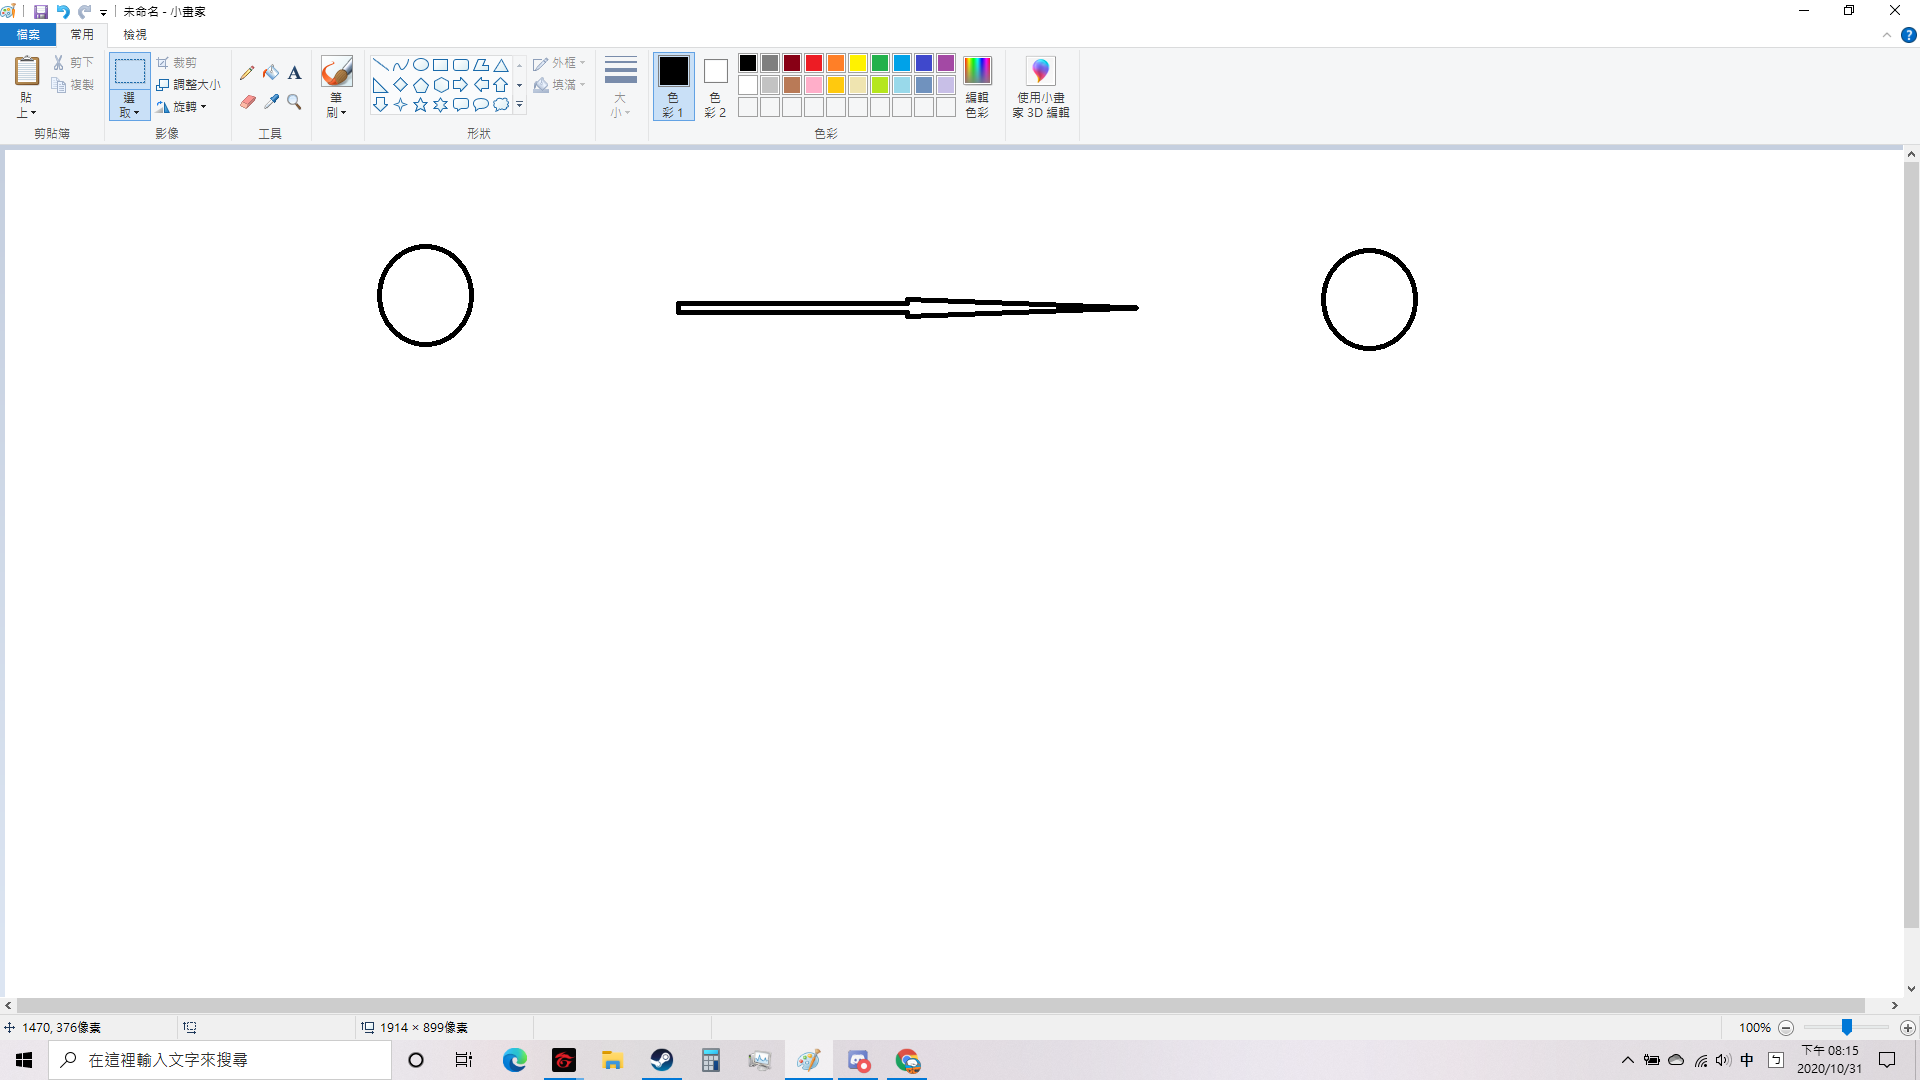 未命名 - 小畫家
檔案 常用 檢視
貼上
剪下
複製
剪貼簿
選取
裁剪
調整大小
旋轉
影像
A
工具
筆刷
外框
填滿
形狀
大小
色彩 1
色彩 2
編輯色彩
色彩
使用小畫家 3D 編輯
1470, 376像素
1914 × 899像素
100%
在這裡輸入文字來搜尋
中
ㄅ
下午 08:15
2020/10/31